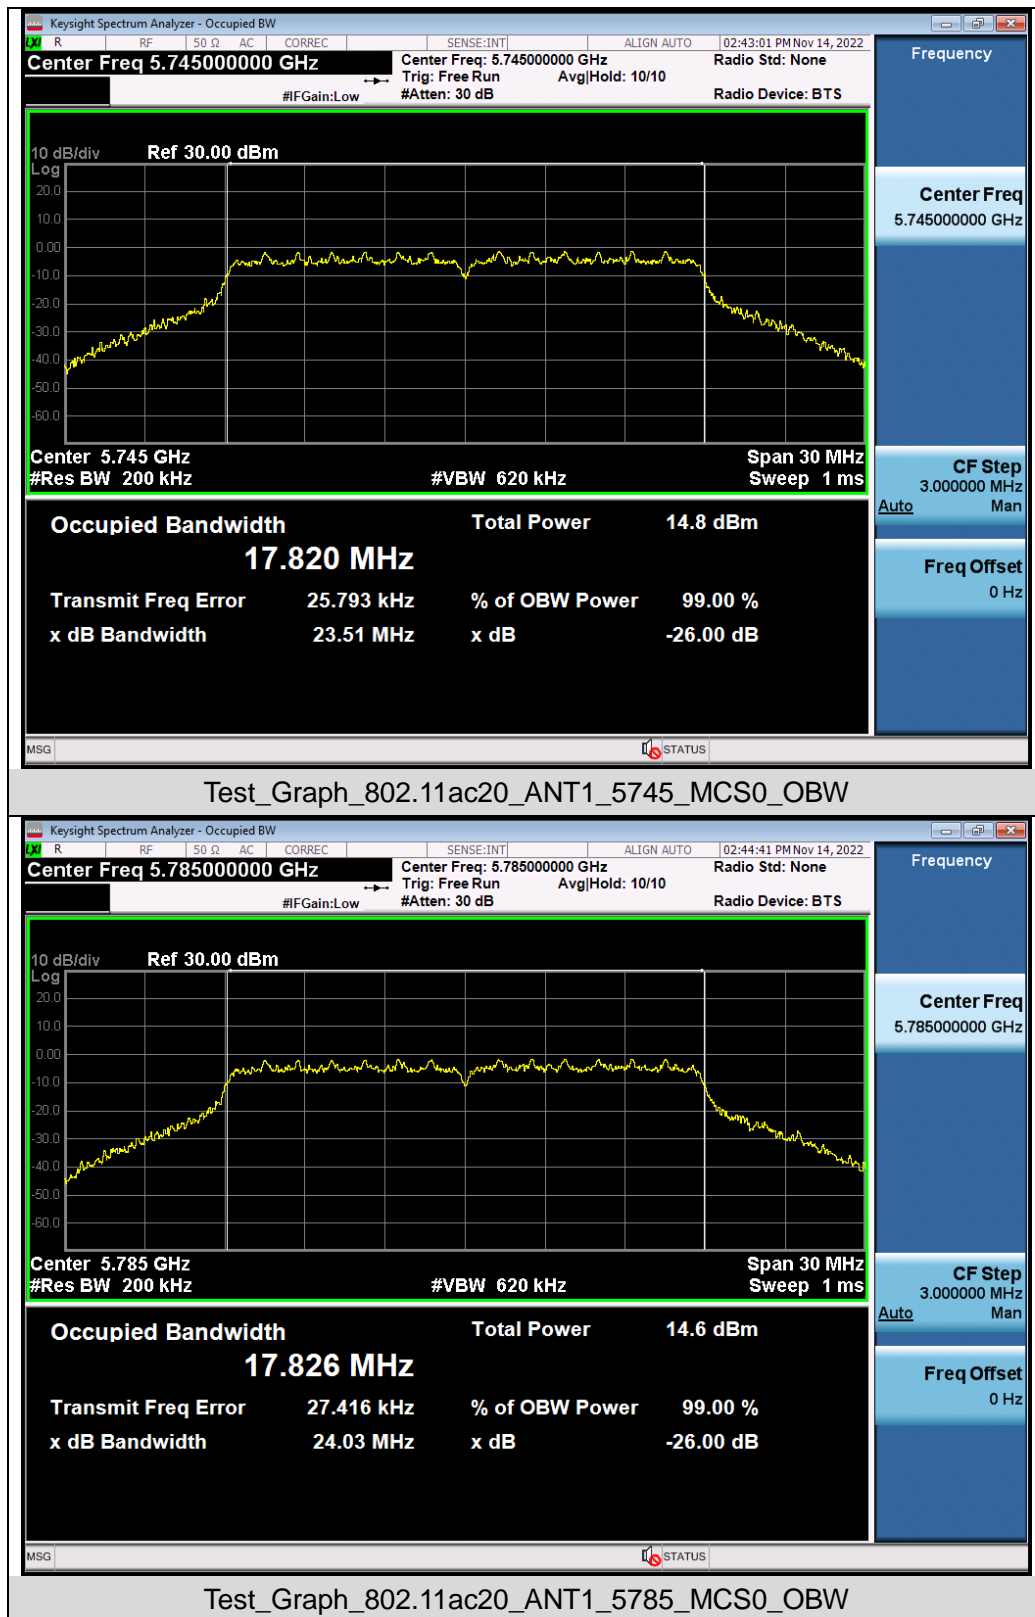 Keysight Spectrum Analyzer - Occupied BW
LXI R RF 50 Ω AC CORREC SENSE:INT ALIGN AUTO 02:43:01 PM Nov 14, 2022
Center Freq 5.745000000 GHz
Center Freq: 5.745000000 GHz Radio Std: None
Trig: Free Run Avg|Hold: 10/10
#IFGain:Low #Atten: 30 dB Radio Device: BTS
10 dB/div Ref 30.00 dBm
Log
20.0
10.0
0.00
-10.0
-20.0
-30.0
-40.0
-50.0
-60.0
Center 5.745 GHz Span 30 MHz
#Res BW 200 kHz #VBW 620 kHz Sweep 1 ms
Occupied Bandwidth Total Power 14.8 dBm
17.820 MHz
Transmit Freq Error 25.793 kHz % of OBW Power 99.00 %
x dB Bandwidth 23.51 MHz x dB -26.00 dB
MSG STATUS
Frequency
Center Freq
5.745000000 GHz
CF Step
3.000000 MHz
Auto Man
Freq Offset
0 Hz
Test_Graph_802.11ac20_ANT1_5745_MCS0_OBW
Keysight Spectrum Analyzer - Occupied BW
LXI R RF 50 Ω AC CORREC SENSE:INT ALIGN AUTO 02:44:41 PM Nov 14, 2022
Center Freq 5.785000000 GHz
Center Freq: 5.785000000 GHz Radio Std: None
Trig: Free Run Avg|Hold: 10/10
#IFGain:Low #Atten: 30 dB Radio Device: BTS
10 dB/div Ref 30.00 dBm
Log
20.0
10.0
0.00
-10.0
-20.0
-30.0
-40.0
-50.0
-60.0
Center 5.785 GHz Span 30 MHz
#Res BW 200 kHz #VBW 620 kHz Sweep 1 ms
Occupied Bandwidth Total Power 14.6 dBm
17.826 MHz
Transmit Freq Error 27.416 kHz % of OBW Power 99.00 %
x dB Bandwidth 24.03 MHz x dB -26.00 dB
MSG STATUS
Frequency
Center Freq
5.785000000 GHz
CF Step
3.000000 MHz
Auto Man
Freq Offset
0 Hz
Test_Graph_802.11ac20_ANT1_5785_MCS0_OBW